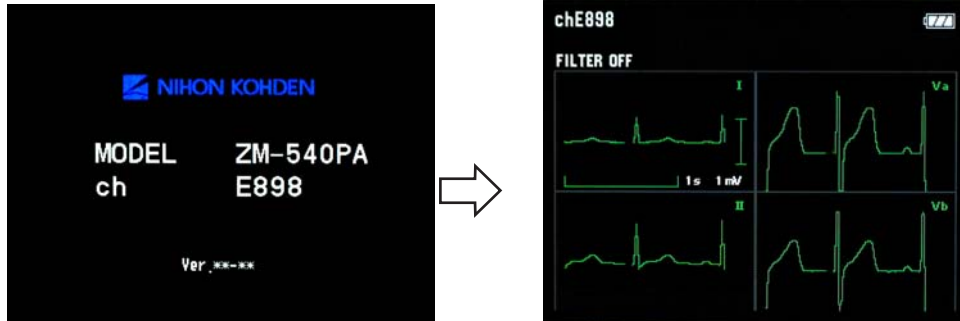 NIHON KOHDEN
MODEL ZM-540PA
ch E898
Ver.**-**
chE898
FILTER OFF
I
Va
1s 1mV
II
Vb